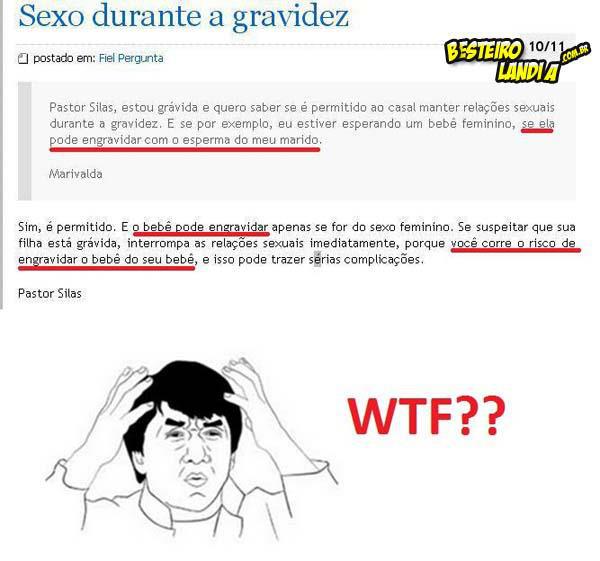 Sexo durante a gravidez
postado em: Fiel Pergunta
10/11
BESTEIRO
LANDIA
.COM.BR
Pastor Silas, estou grávida e quero saber se é permitido ao casal manter relações sexuais
durante a gravidez. E se por exemplo, eu estiver esperando um bebê feminino, se ela
pode engravidar com o esperma do meu marido.
Marivalda
Sim, é permitido. E o bebê pode engravidar apenas se for do sexo feminino. Se suspeitar que sua
filha está grávida, interrompa as relações sexuais imediatamente, porque você corre o risco de
engravidar o bebê do seu bebê, e isso pode trazer sérias complicações.
Pastor Silas
WTF??